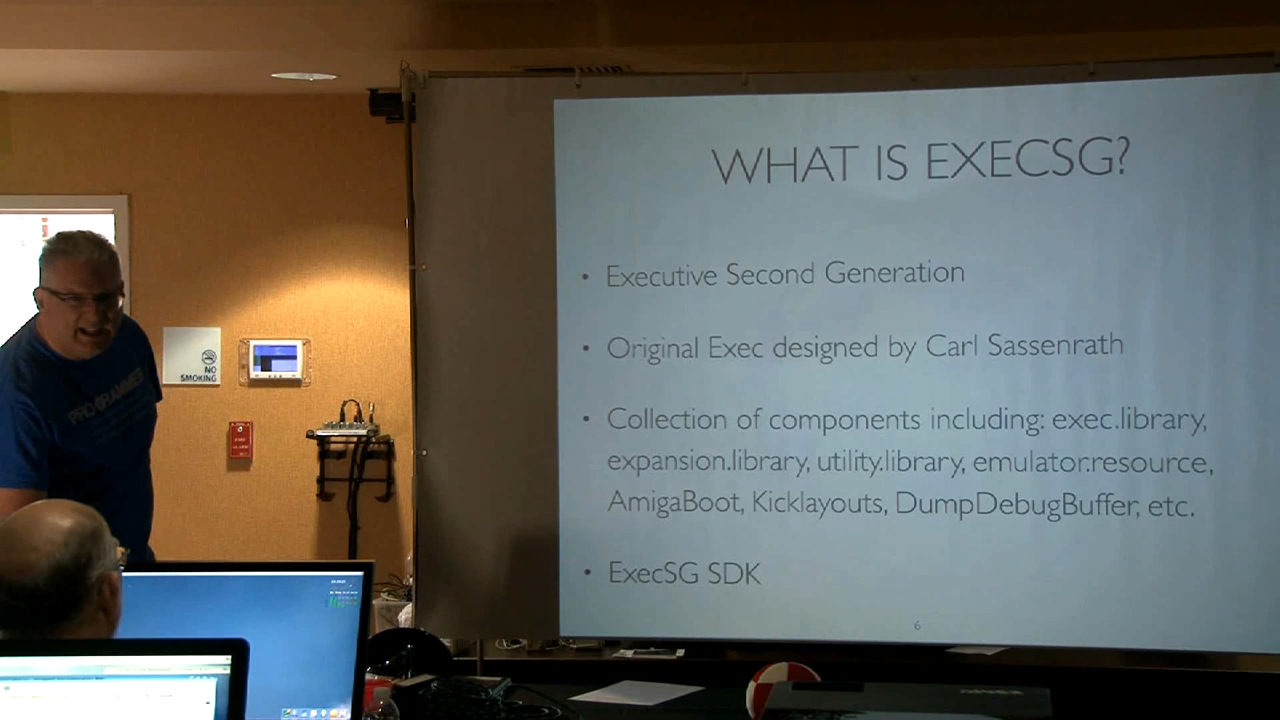 WHAT IS EXECSG?
• Executive Second Generation
• Original Exec designed by Carl Sassenrath
• Collection of components including: exec.library,
expansion.library, utility.library, emulator.resource,
AmigaBoot, Kicklayouts, DumpDebugBuffer, etc.
• ExecSG SDK
6
NO
SMOKING
PROGRAMMER